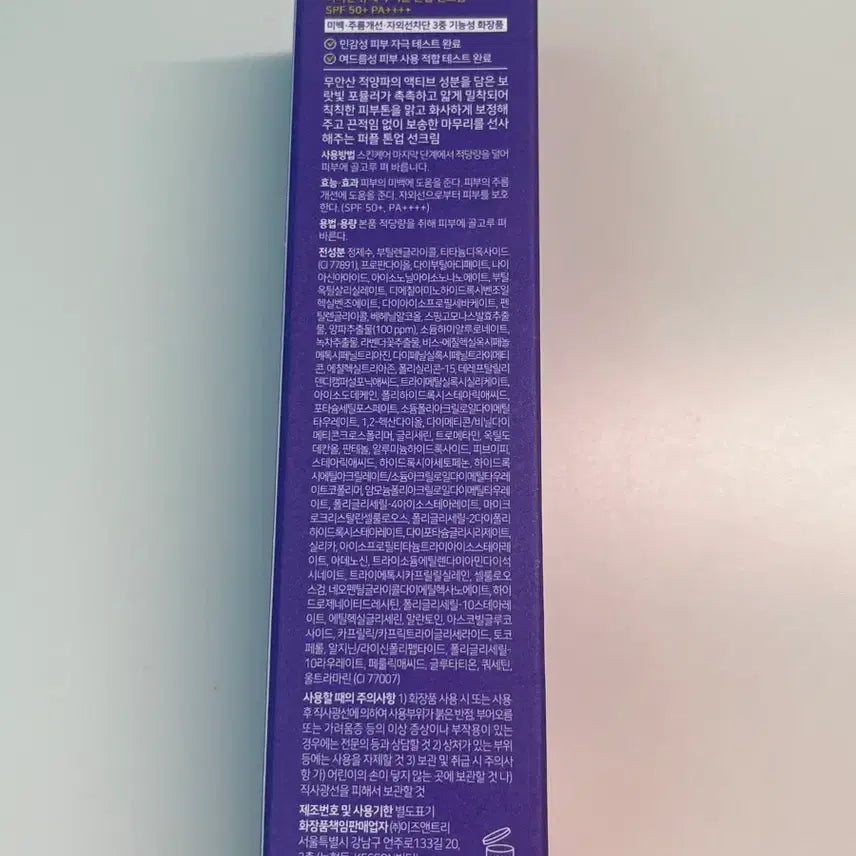 SPF 50+ PA++++
미백·주름개선·자외선차단 3중 기능성 화장품
민감성 피부 자극 테스트 완료
여드름성 피부 사용 적합 테스트 완료
무안산 적양파의 액티브 성분을 담은 보
랏빛 포뮬러가 촉촉하고 얇게 밀착되어
칙칙한 피부톤을 맑고 화사하게 보정해
주고 끈적임 없이 보송한 마무리를 선사
해주는 퍼플 톤업 선크림
사용방법 스킨케어 마지막 단계에서 적당량을 덜어
피부에 골고루 펴 바릅니다.
효능·효과 피부의 미백에 도움을 준다. 피부의 주름
개선에 도움을 준다. 자외선으로부터 피부를 보호
한다. (SPF 50+, PA++++)
용법·용량 본품 적당량을 취해 피부에 골고루 펴
바른다.
전성분 정제수, 부틸렌글라이콜, 티타늄디옥사이드
(CI 77891), 프로판다이올, 다이부틸아디페이트, 나이
아신아마이드, 아이소노닐아이소노나노에이트, 부틸
옥틸살리실레이트, 디에칠아미노하이드록시벤조일
헥실벤조에이트, 다이아이소프로필세바케이트, 펜
틸렌글라이콜, 베헤닐알코올, 스핑고모나스발효추출
물, 양파추출물(100 ppm), 소듐하이알루로네이트,
녹차추출물, 라벤더꽃추출물, 비스-에칠헥실옥시페놀
메톡시페닐트리아진, 다이페닐실록시페닐트라이메티
콘, 에칠헥실트리아존, 폴리실리콘-15, 테레프탈릴리
덴디캠퍼설포닉애씨드, 트라이메틸실록시실리케이트,
아이소도데케인, 폴리하이드록시스테아릭애씨드,
포타슘세틸포스페이트, 소듐폴리아크릴로일다이메틸
타우레이트, 1,2-헥산다이올, 다이메티콘/비닐다이
메티콘크로스폴리머, 글리세린, 트로메타민, 옥틸도
데칸올, 판테놀, 알루미늄하이드록사이드, 피브이피,
스테아릭애씨드, 하이드록시아세토페논, 하이드록
시에틸아크릴레이트/소듐아크릴로일다이메틸타우레
이트코폴리머, 암모늄폴리아크릴로일다이메틸타우레
이트, 폴리글리세릴-4아이소스테아레이트, 마이크
로크리스탈린셀룰로오스, 폴리글리세릴-2다이폴리
하이드록시스테아레이트, 다이포타슘글리시리제이트,
실리카, 아이소프로필티타늄트라이아이소스테아레
이트, 아데노신, 트라이소듐에틸렌다이아민다이석
시네이트, 트라이에톡시카프릴릴실레인, 셀룰로오
스검, 네오펜틸글라이콜다이에틸헥사노에이트, 하이
드로제네이티드레시틴, 폴리글리세릴-10스테아레
이트, 에틸헥실글리세린, 알란토인, 아스코빌글루코
사이드, 카프릴릭/카프릭트라이글리세라이드, 토코
페롤, 알지닌/라이신폴리펩타이드, 폴리글리세릴-
10라우레이트, 페룰릭애씨드, 글루타티온, 쿼세틴,
울트라마린 (CI 77007)
사용할 때의 주의사항 1) 화장품 사용 시 또는 사용
후 직사광선에 의하여 사용부위가 붉은 반점, 부어오름
또는 가려움증 등의 이상 증상이나 부작용이 있는
경우에는 전문의 등과 상담할 것 2) 상처가 있는 부위
등에는 사용을 자제할 것 3) 보관 및 취급 시 주의사
항 가) 어린이의 손이 닿지 않는 곳에 보관할 것 나)
직사광선을 피해서 보관할 것
제조번호 및 사용기한 별도표기
화장품책임판매업자 ㈜이즈앤트리
서울특별시 강남구 언주로133길 20,